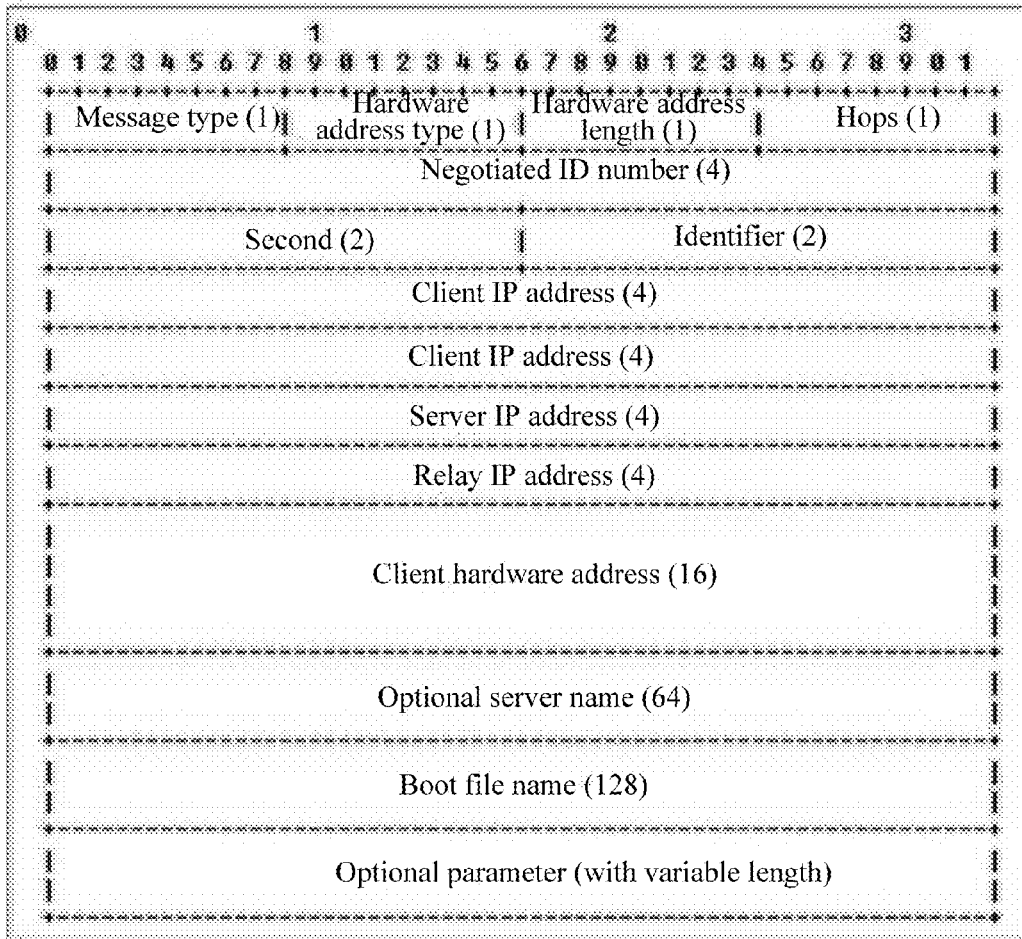 0 1 2 3
0 1 2 3 4 5 6 7 8 9 0 1 2 3 4 5 6 7 8 9 0 1 2 3 4 5 6 7 8 9 0 1
Message type (1) Hardware address type (1) Hardware address length (1) Hops (1)
Negotiated ID number (4)
Second (2) Identifier (2)
Client IP address (4)
Client IP address (4)
Server IP address (4)
Relay IP address (4)
Client hardware address (16)
Optional server name (64)
Boot file name (128)
Optional parameter (with variable length)